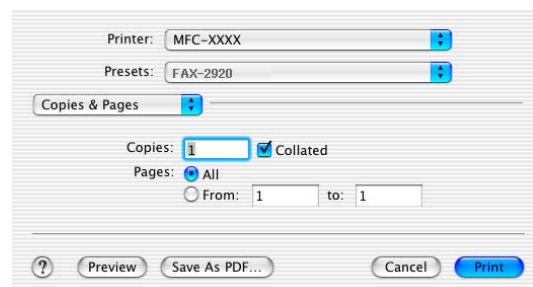 Printer: MFC-XXXX
Presets: FAX-2920
Copies & Pages
Copies: 1 Collated
Pages: All
From: 1 to: 1
? Preview Save As PDF... Cancel Print